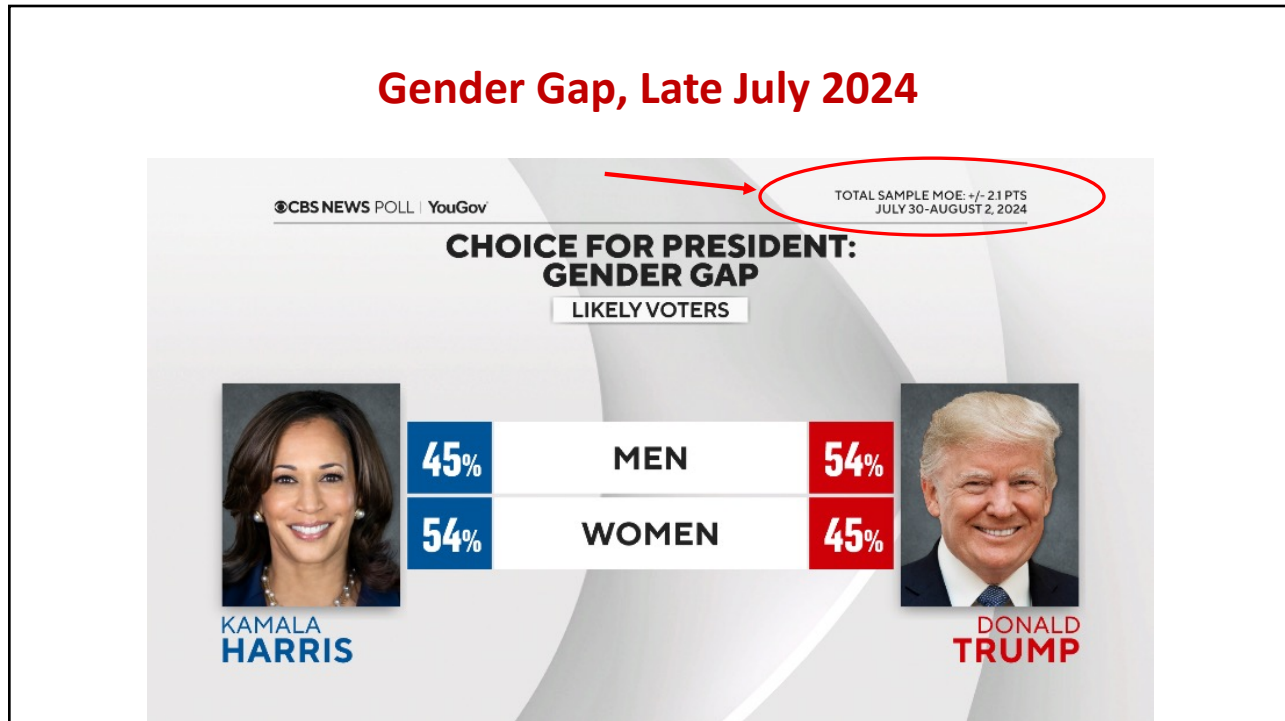 Gender Gap, Late July 2024
CBS NEWS POLL | YouGov
TOTAL SAMPLE MOE: +/- 2.1 PTS
JULY 30-AUGUST 2, 2024
CHOICE FOR PRESIDENT:
GENDER GAP
LIKELY VOTERS
45% MEN 54%
54% WOMEN 45%
KAMALA
HARRIS
DONALD
TRUMP